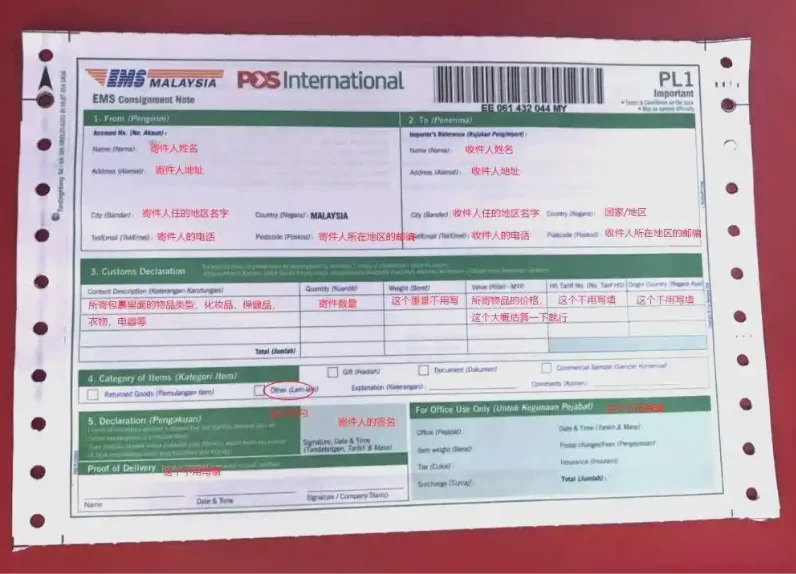 EMS MALAYSIA POS International
EMS Consignment Note
EE 061 432 044 MY
PL1
Important
1. From (Pengirim)
Account No. (No. Akaun) :
Name (Nama) : 寄件人姓名
Address (Alamat) : 寄件人地址
City (Bandar) : 寄件人住的地区名字 Country (Negara) : MALAYSIA
Tel/Emel (Tel/Emel) : 寄件人的电话 Postcode (Poskod) : 寄件人所在地区的邮编
2. To (Penerima)
Importer's Reference (Rujukan Pengimport) :
Name (Nama) : 收件人姓名
Address (Alamat) : 收件人地址
City (Bandar) : 收件人住的地区名字 Country (Negara) : 国家/地区
Tel/Emel (Tel/Emel) : 收件人的电话 Postcode (Poskod) : 收件人所在地区的邮编
3. Customs Declaration
Content Description (Keterangan Kandungan) Quantity (Kuantiti) Weight (Berat) Value (Nilai) - MYR HS Tariff No. (No. Tariff HS) Origin Country (Negara Asal)
所寄包裹里面的物品类型,化妆品,保健品, 寄件数量 这个重量不用写 所寄物品的价格, 这个不用写填 这个不用写填
衣物,电器等 这个大概估算一下就行
Total (Jumlah)
4. Category of Items (Kategori Item)
Gift (Hadiah) Document (Dokumen) Commercial Sample (Sampel Komersial)
Returned Goods (Pemulangan Item) Other (Lain-lain) Explanation (Keterangan) : Comments (Komen) :
5. Declaration (Pengakuan)
寄件人的签名
Signature, Date & Time
(Tandatangan, Tarikh & Masa)
Proof of Delivery
Name Date & Time Signature / Company Stamp
For Office Use Only (Untuk Kegunaan Pejabat)
Office (Pejabat) Date & Time (Tarikh & Masa) :
Item weight (Berat) : Postal charges/Fees (Pengeposan)
Tax (Cukai) Insurance (Insurans)
Surcharge (Surcaj) : Total (Jumlah) :